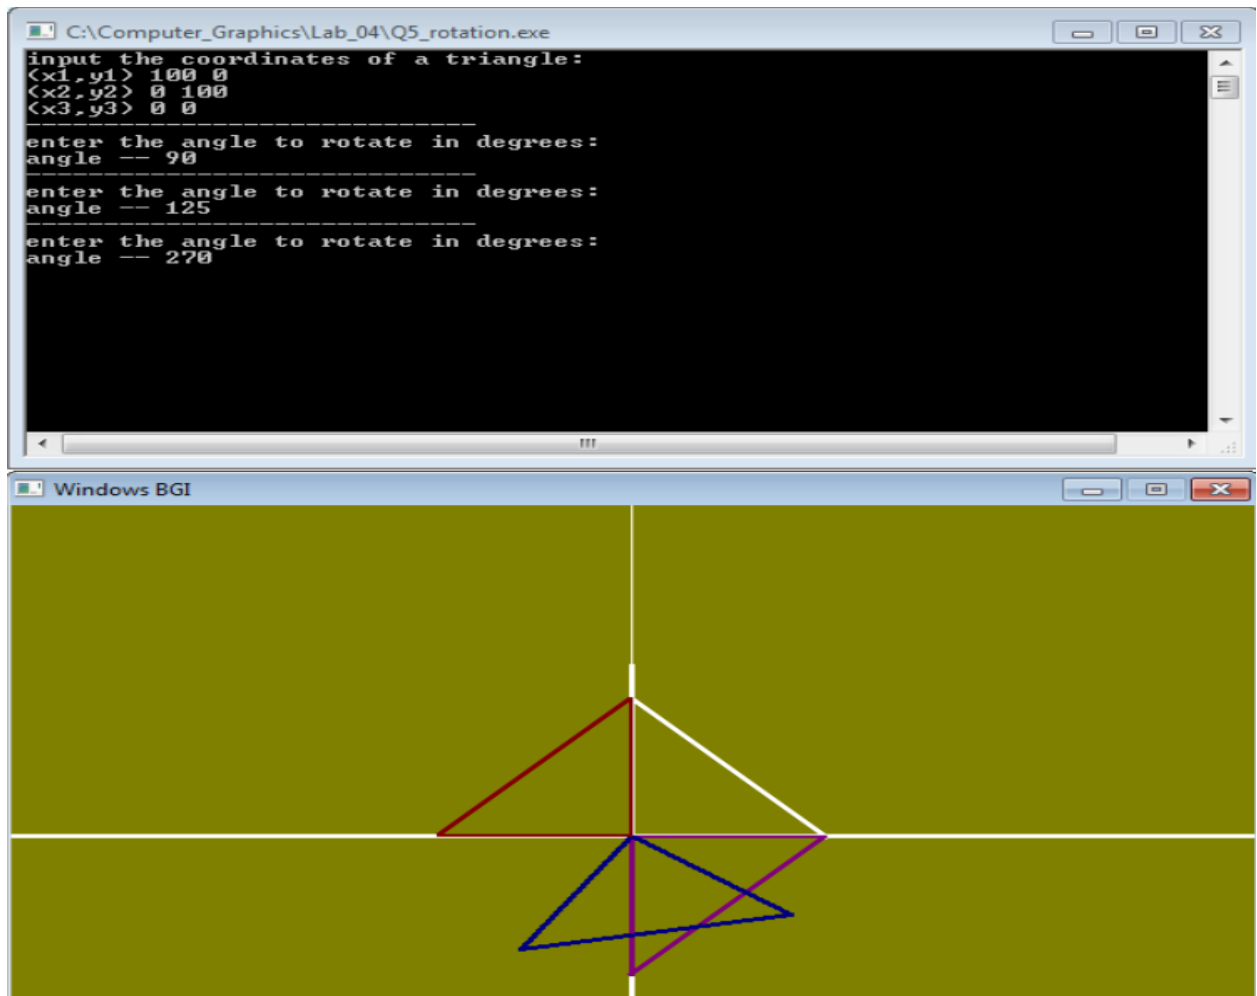 C:\Computer_Graphics\Lab_04\Q5_rotation.exe
input the coordinates of a triangle:
(x1,y1) 100 0
(x2,y2) 0 100
(x3,y3) 0 0
-----------------------------
enter the angle to rotate in degrees:
angle -- 90
-----------------------------
enter the angle to rotate in degrees:
angle -- 125
-----------------------------
enter the angle to rotate in degrees:
angle -- 270
Windows BGI